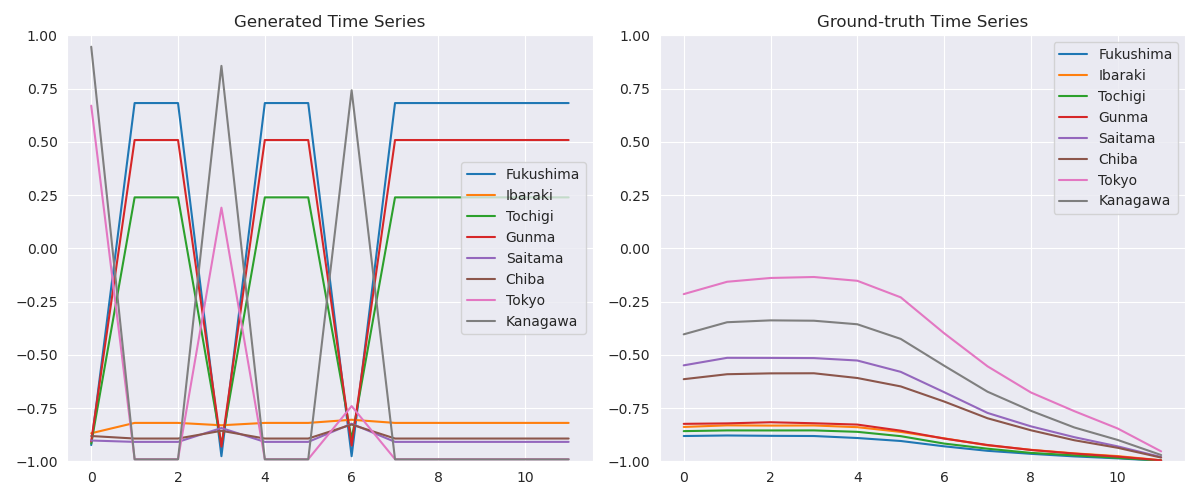 Generated Time Series
1.00
0.75
0.50
0.25
0.00
−0.25
−0.50
−0.75
−1.00
0 2 4 6 8 10
Fukushima
Ibaraki
Tochigi
Gunma
Saitama
Chiba
Tokyo
Kanagawa
Ground-truth Time Series
1.00
0.75
0.50
0.25
0.00
−0.25
−0.50
−0.75
−1.00
0 2 4 6 8 10
Fukushima
Ibaraki
Tochigi
Gunma
Saitama
Chiba
Tokyo
Kanagawa